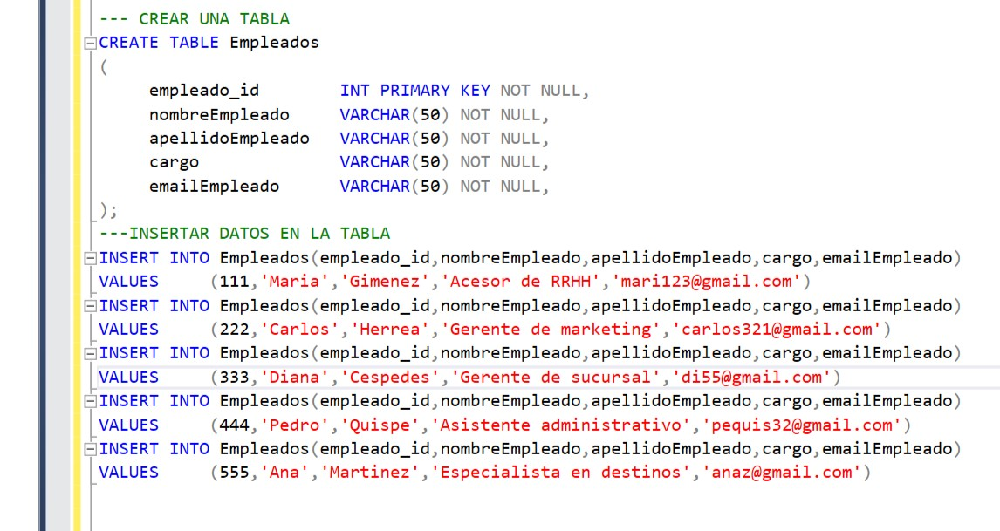 --- CREAR UNA TABLA
CREATE TABLE Empleados
(
empleado_id INT PRIMARY KEY NOT NULL,
nombreEmpleado VARCHAR(50) NOT NULL,
apellidoEmpleado VARCHAR(50) NOT NULL,
cargo VARCHAR(50) NOT NULL,
emailEmpleado VARCHAR(50) NOT NULL,
);
---INSERTAR DATOS EN LA TABLA
INSERT INTO Empleados(empleado_id,nombreEmpleado,apellidoEmpleado,cargo,emailEmpleado)
VALUES (111,'Maria','Gimenez','Acesor de RRHH','mari123@gmail.com')
INSERT INTO Empleados(empleado_id,nombreEmpleado,apellidoEmpleado,cargo,emailEmpleado)
VALUES (222,'Carlos','Herrea','Gerente de marketing','carlos321@gmail.com')
INSERT INTO Empleados(empleado_id,nombreEmpleado,apellidoEmpleado,cargo,emailEmpleado)
VALUES (333,'Diana','Cespedes','Gerente de sucursal','di55@gmail.com')
INSERT INTO Empleados(empleado_id,nombreEmpleado,apellidoEmpleado,cargo,emailEmpleado)
VALUES (444,'Pedro','Quispe','Asistente administrativo','pequis32@gmail.com')
INSERT INTO Empleados(empleado_id,nombreEmpleado,apellidoEmpleado,cargo,emailEmpleado)
VALUES (555,'Ana','Martinez','Especialista en destinos','anaz@gmail.com')